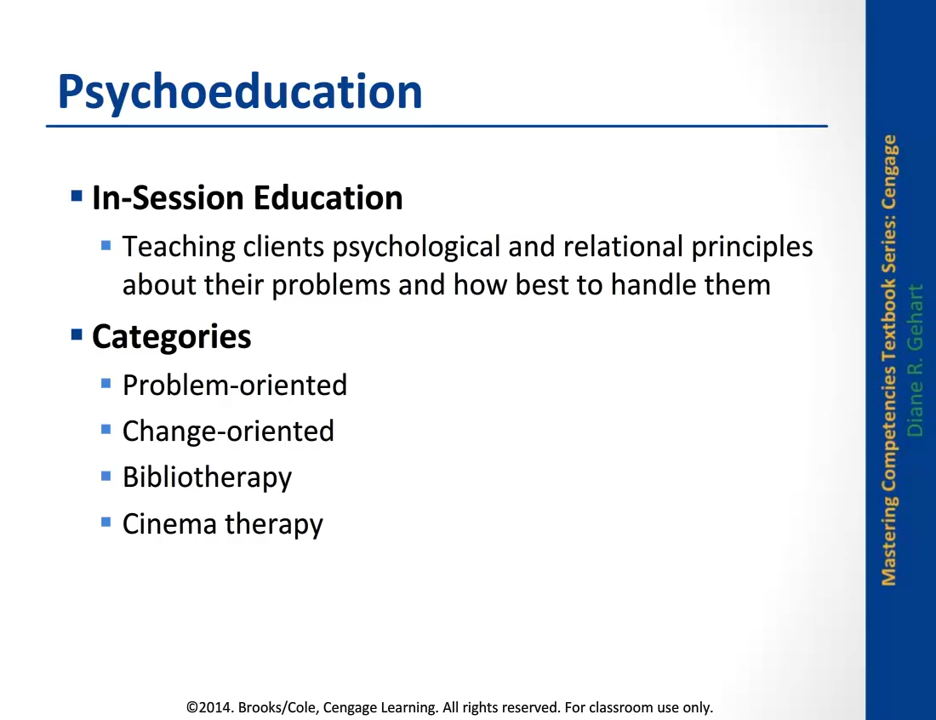 Psychoeducation
In-Session Education
Teaching clients psychological and relational principles
about their problems and how best to handle them
Categories
Problem-oriented
Change-oriented
Bibliotherapy
Cinema therapy
©2014. Brooks/Cole, Cengage Learning. All rights reserved. For classroom use only.
Mastering Competencies Textbook Series: Cengage
Diane R. Gehart